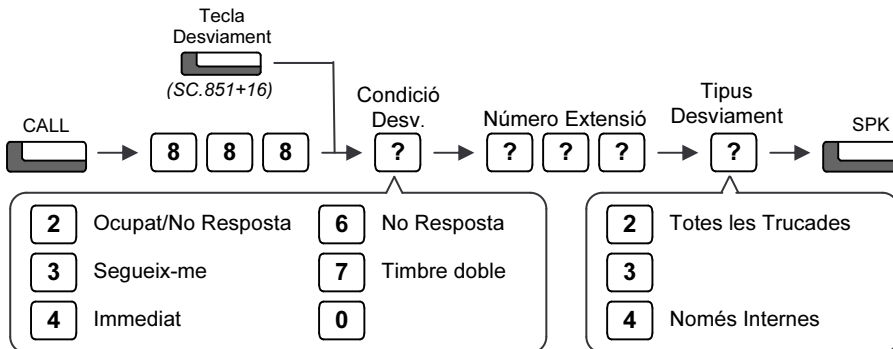 Tecla
Desviament
(SC.851+16)
Condició
Desv.
Número Extensió
Tipus
Desviament
CALL
SPK
8 8 8 ? ? ? ? ?
2 Ocupat/No Resposta 6 No Resposta
3 Segueix-me 7 Timbre doble
4 Immediat 0
2 Totes les Trucades
3
4 Només Internes